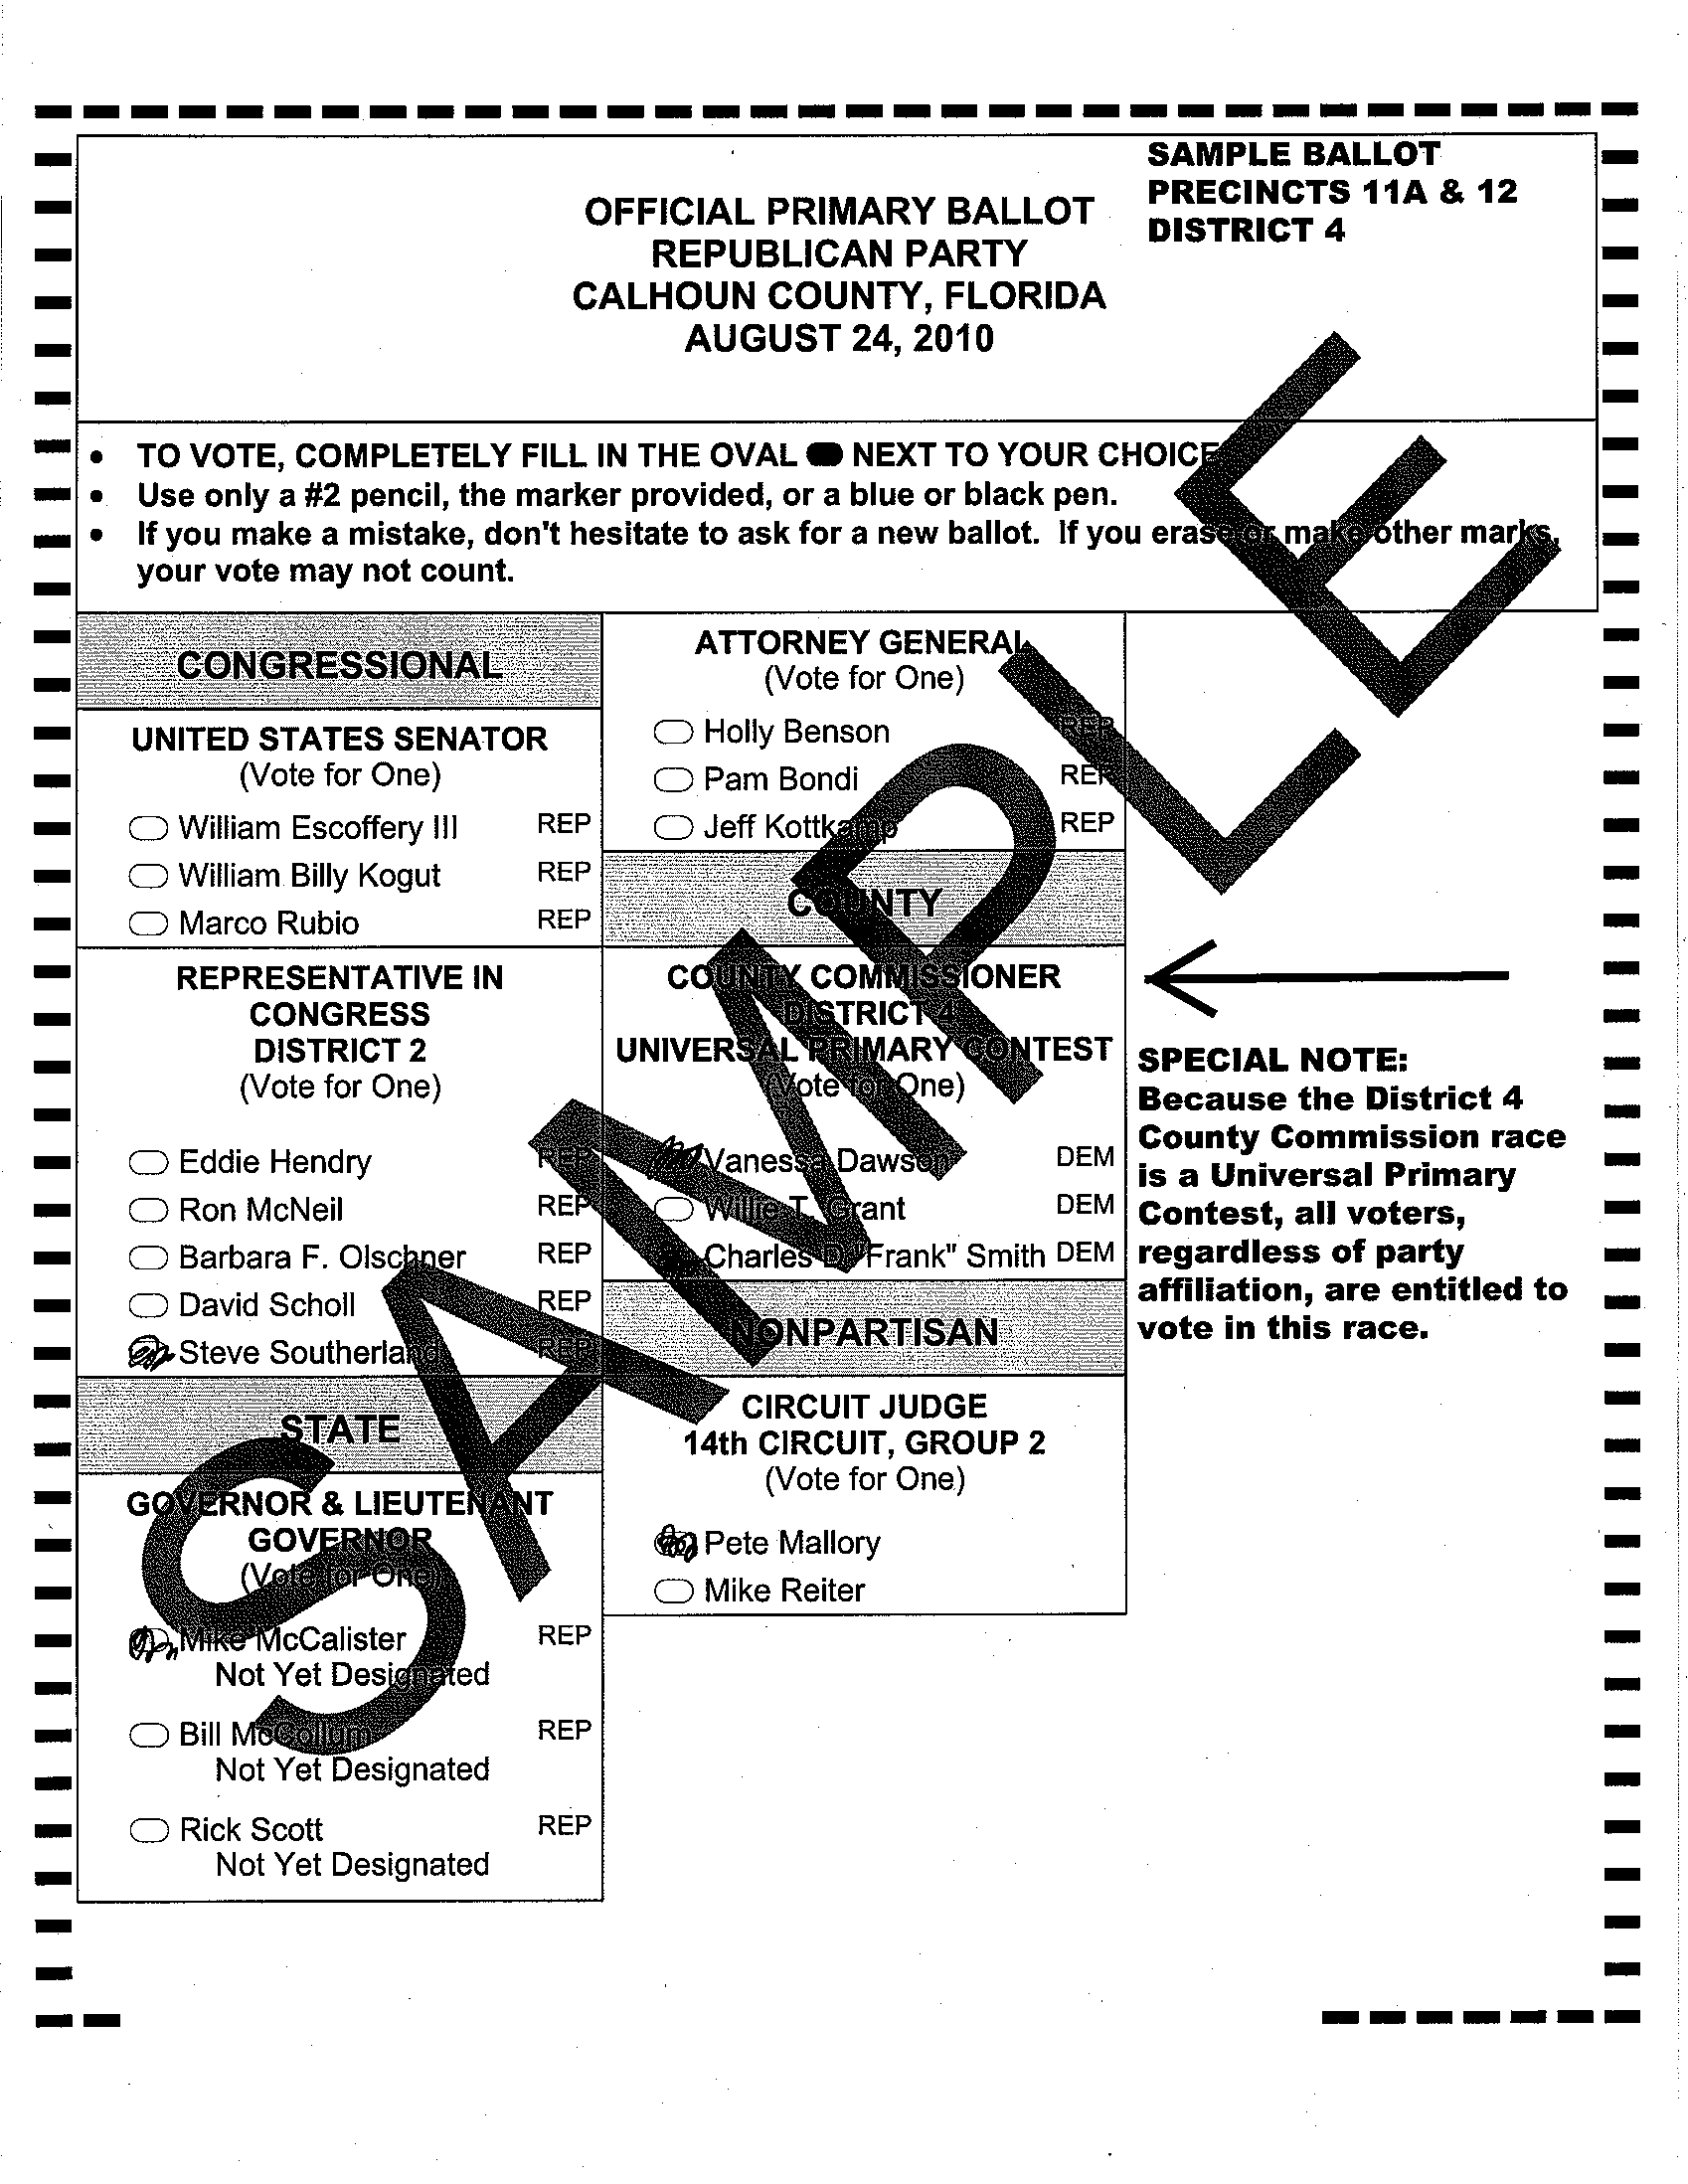 SAMPLE BALLOT
PRECINCTS 11A & 12
DISTRICT 4
OFFICIAL PRIMARY BALLOT
REPUBLICAN PARTY
CALHOUN COUNTY, FLORIDA
AUGUST 24, 2010
• TO VOTE, COMPLETELY FILL IN THE OVAL NEXT TO YOUR CHOICE
• Use only a #2 pencil, the marker provided, or a blue or black pen.
• If you make a mistake, don't hesitate to ask for a new ballot. If you erase or make other marks,
your vote may not count.
CONGRESSIONAL
UNITED STATES SENATOR
(Vote for One)
William Escoffery III REP
William Billy Kogut REP
Marco Rubio REP
REPRESENTATIVE IN
CONGRESS
DISTRICT 2
(Vote for One)
Eddie Hendry REP
Ron McNeil REP
Barbara F. Olschner REP
David Scholl REP
Steve Southerland REP
STATE
GOVERNOR & LIEUTENANT
GOVERNOR
(Vote for One)
Mike McCalister REP
Not Yet Designated
Bill McCollum REP
Not Yet Designated
Rick Scott REP
Not Yet Designated
ATTORNEY GENERAL
(Vote for One)
Holly Benson REP
Pam Bondi REP
Jeff Kottkamp REP
COUNTY
COUNTY COMMISSIONER
DISTRICT 4
UNIVERSAL PRIMARY CONTEST
(Vote for One)
Vanessa Dawson DEM
Willie T. Grant DEM
Charles D. "Frank" Smith DEM
NONPARTISAN
CIRCUIT JUDGE
14th CIRCUIT, GROUP 2
(Vote for One)
Pete Mallory
Mike Reiter
SPECIAL NOTE:
Because the District 4
County Commission race
is a Universal Primary
Contest, all voters,
regardless of party
affiliation, are entitled to
vote in this race.
SAMPLE